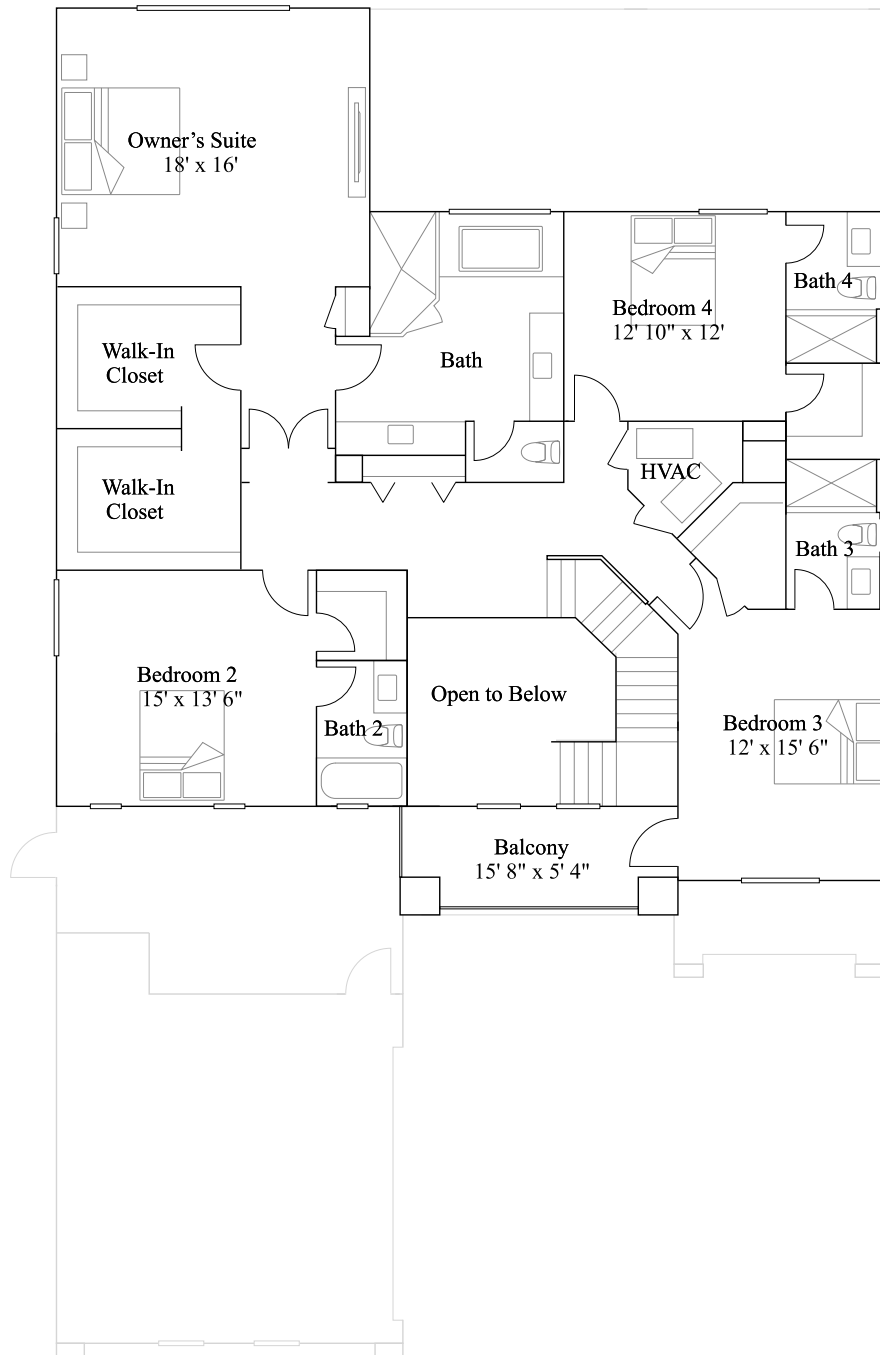 Owner’s Suite
18' x 16'
Bath 4
Bedroom 4
12' 10" x 12'
Walk-In
Closet
Bath
HVAC
Walk-In
Closet
Bath 3
Bedroom 2
15' x 13' 6"
Open to Below
Bath 2
Bedroom 3
12' x 15' 6"
Balcony
15' 8" x 5' 4"